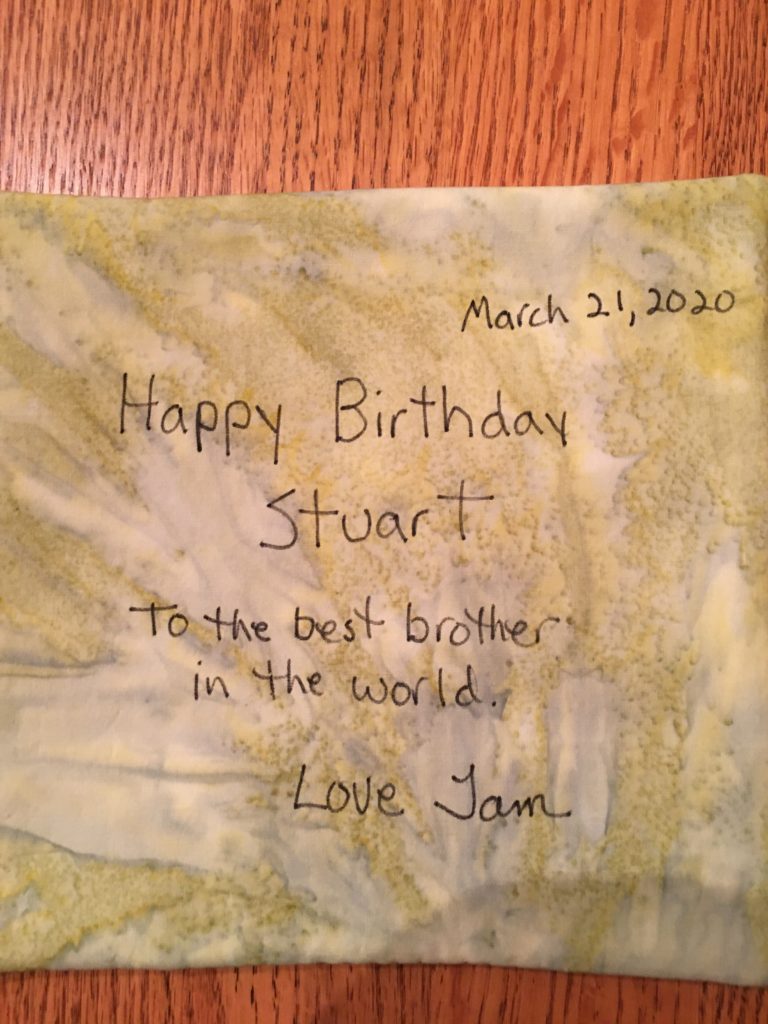 March 21, 2020
Happy Birthday
Stuart
To the best brother
in the world.
Love Jam